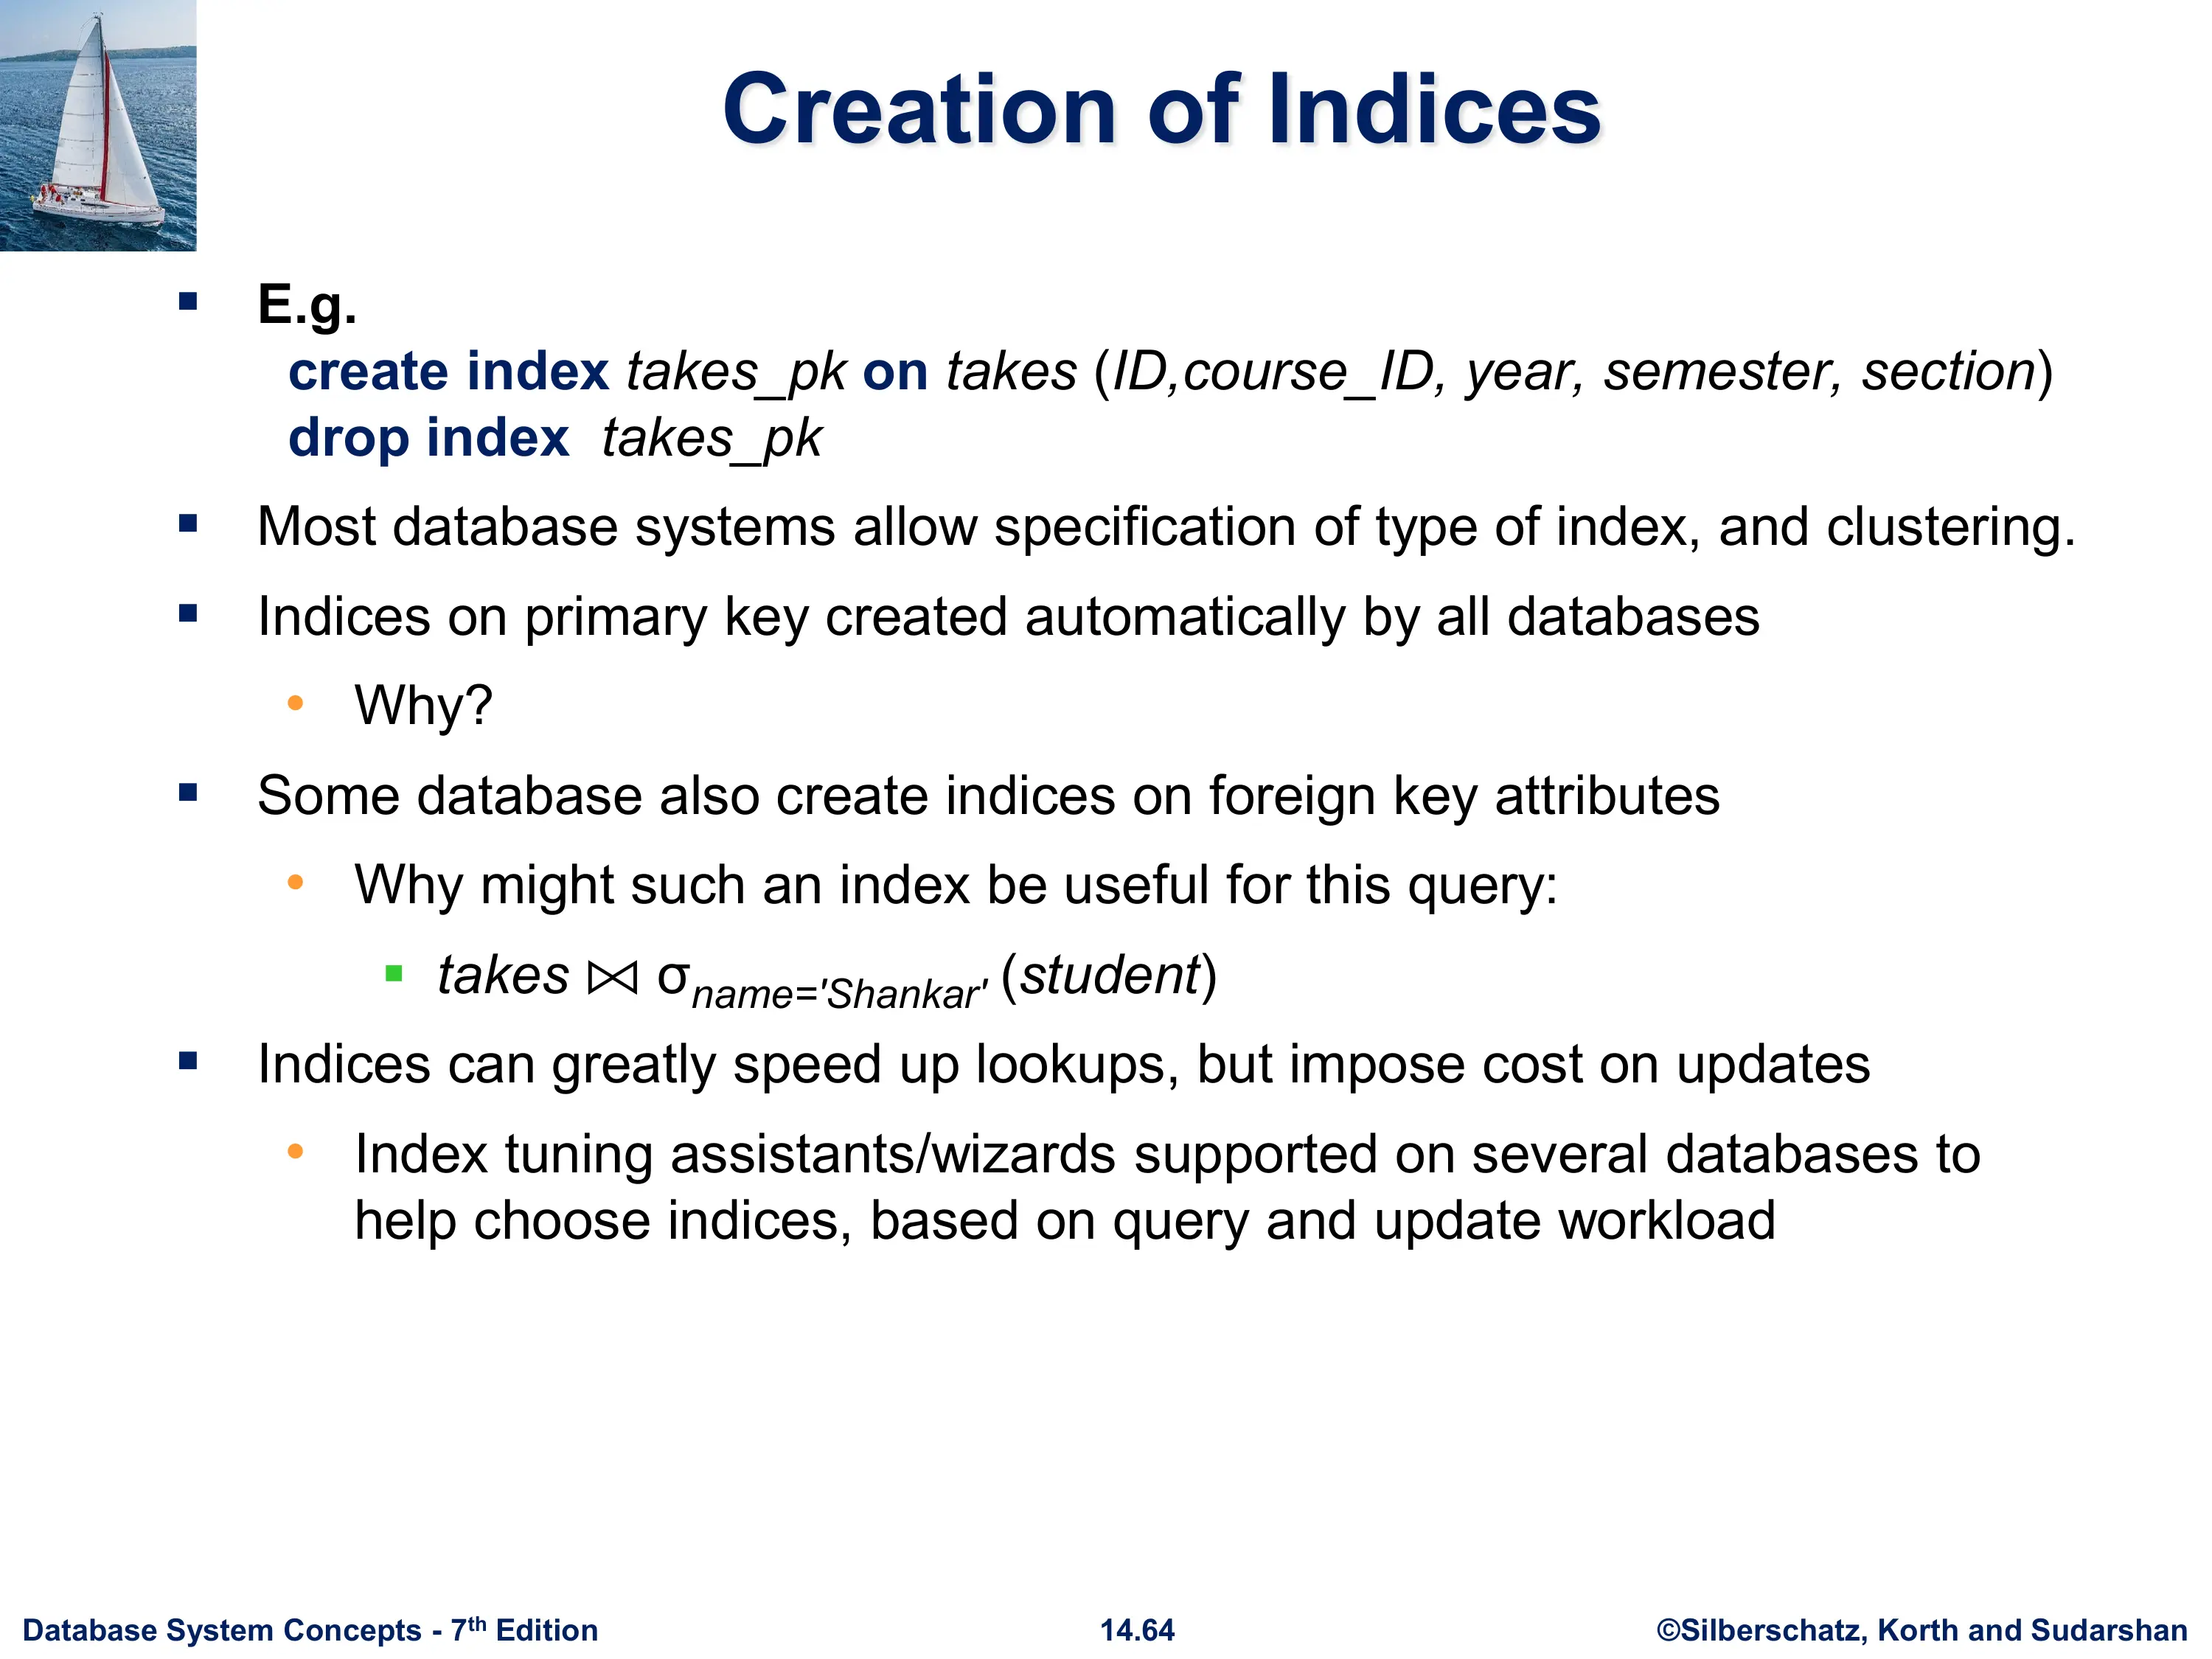 Creation of Indices
E.g.
create index takes_pk on takes (ID,course_ID, year, semester, section)
drop index takes_pk
Most database systems allow specification of type of index, and clustering.
Indices on primary key created automatically by all databases
Why?
Some database also create indices on foreign key attributes
Why might such an index be useful for this query:
takes ⨝ σname='Shankar' (student)
Indices can greatly speed up lookups, but impose cost on updates
Index tuning assistants/wizards supported on several databases to
help choose indices, based on query and update workload
Database System Concepts - 7th Edition
14.64
©Silberschatz, Korth and Sudarshan